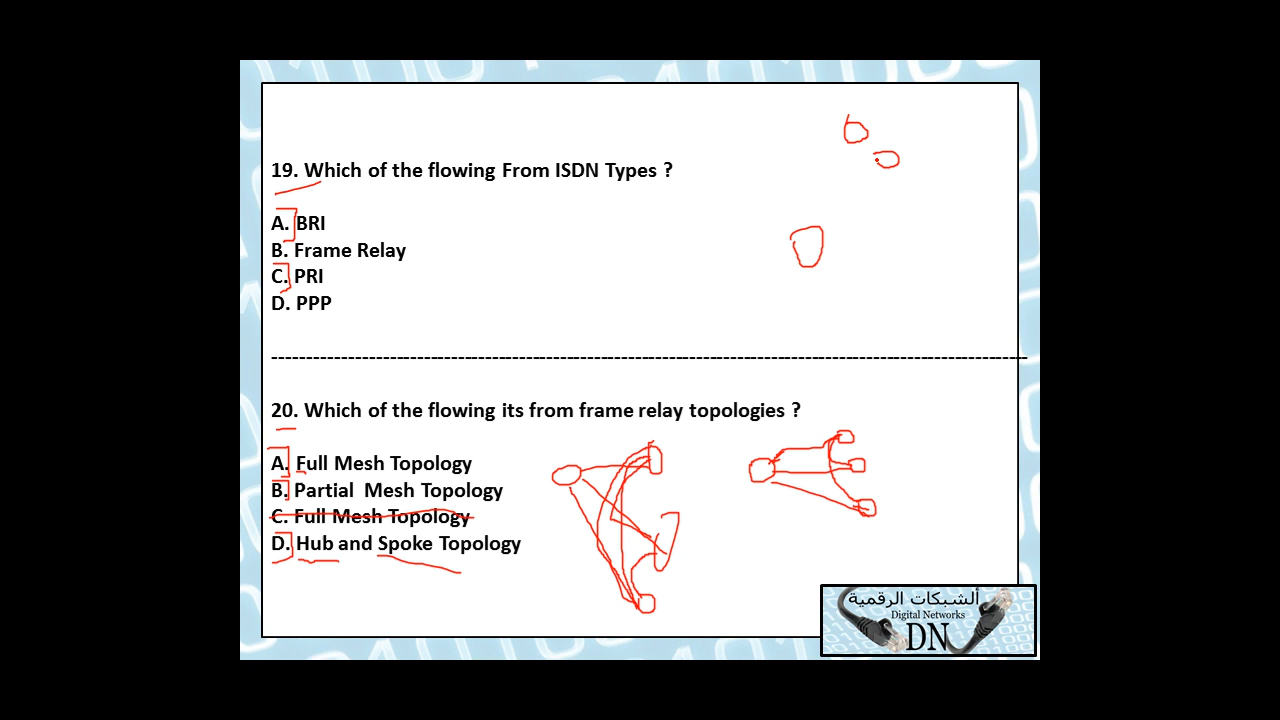 19. Which of the flowing From ISDN Types ?
A. BRI
B. Frame Relay
C. PRI
D. PPP
--------------------------------------------------------------------------------------------------------------
20. Which of the flowing its from frame relay topologies ?
A. Full Mesh Topology
B. Partial Mesh Topology
C. Full Mesh Topology
D. Hub and Spoke Topology
ألشبكات الرقمية
Digital Networks
DN